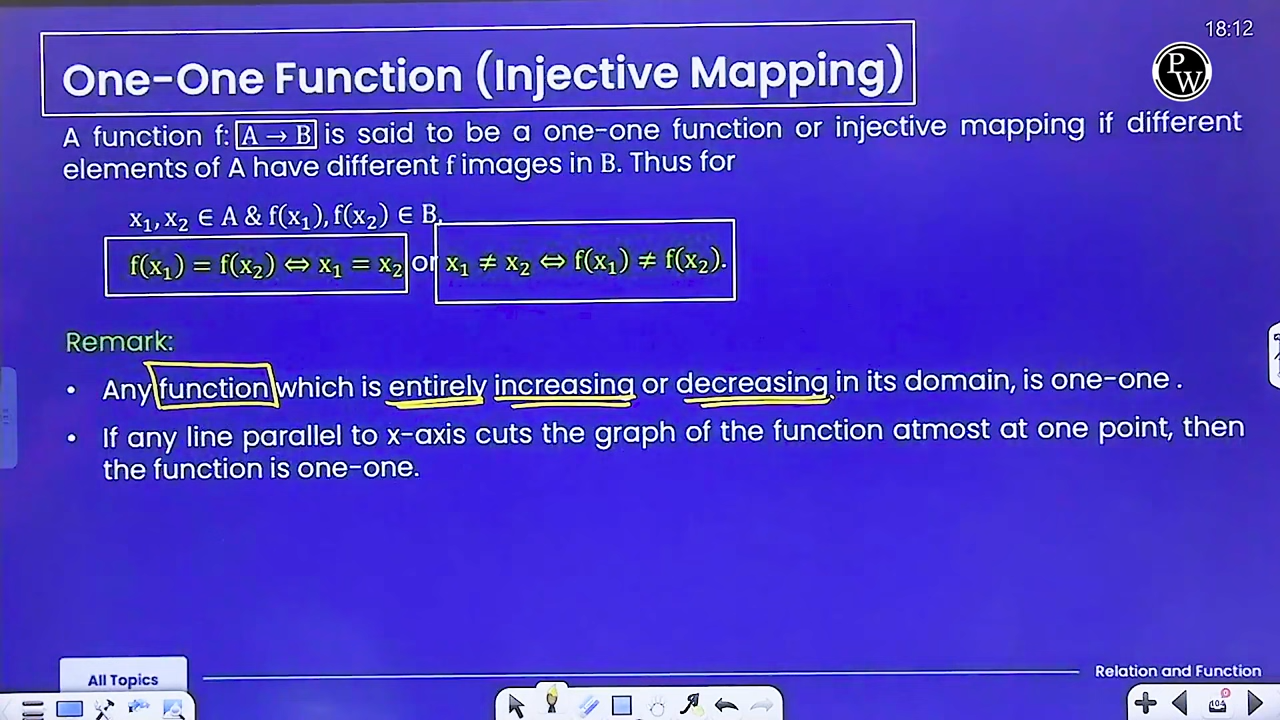 18:12
One-One Function (Injective Mapping)
PW
A function f: A → B is said to be a one-one function or injective mapping if different
elements of A have different f images in B. Thus for
x₁, x₂ ∈ A & f(x₁), f(x₂) ∈ B,
f(x₁) = f(x₂) ⇔ x₁ = x₂ or x₁ ≠ x₂ ⇔ f(x₁) ≠ f(x₂).
Remark:
• Any function which is entirely increasing or decreasing in its domain, is one-one .
• If any line parallel to x-axis cuts the graph of the function atmost at one point, then
the function is one-one.
All Topics
Relation and Function
104